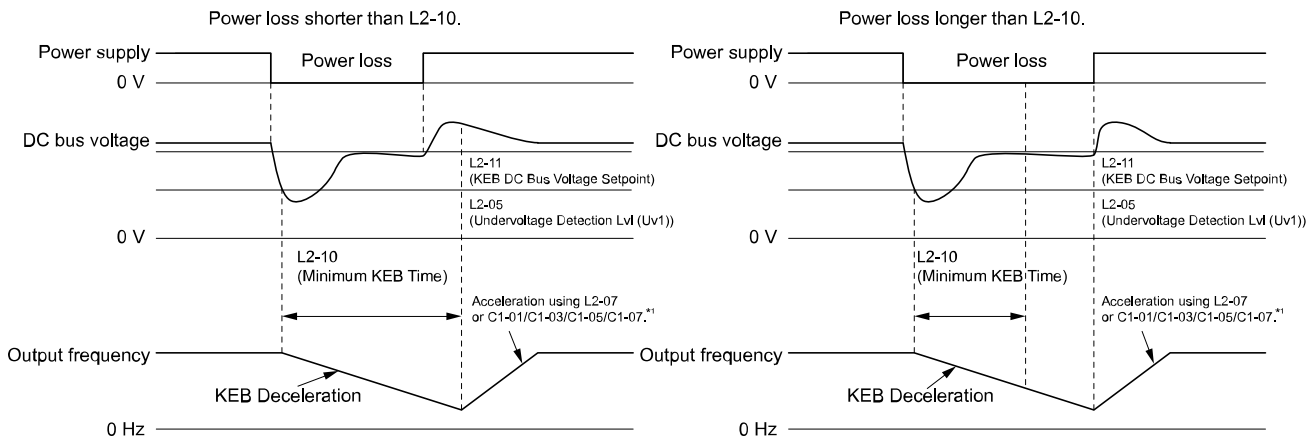 Power loss shorter than L2-10.
Power supply
Power loss
0 V
DC bus voltage
L2-11
(KEB DC Bus Voltage Setpoint)
L2-05
(Undervoltage Detection Lvl (Uv1))
0 V
L2-10
(Minimum KEB Time)
Acceleration using L2-07
or C1-01/C1-03/C1-05/C1-07.*1
Output frequency
KEB Deceleration
0 Hz
Power loss longer than L2-10.
Power supply
Power loss
0 V
DC bus voltage
L2-11
(KEB DC Bus Voltage Setpoint)
L2-05
(Undervoltage Detection Lvl (Uv1))
0 V
L2-10
(Minimum KEB Time)
Acceleration using L2-07
or C1-01/C1-03/C1-05/C1-07.*1
Output frequency
KEB Deceleration
0 Hz